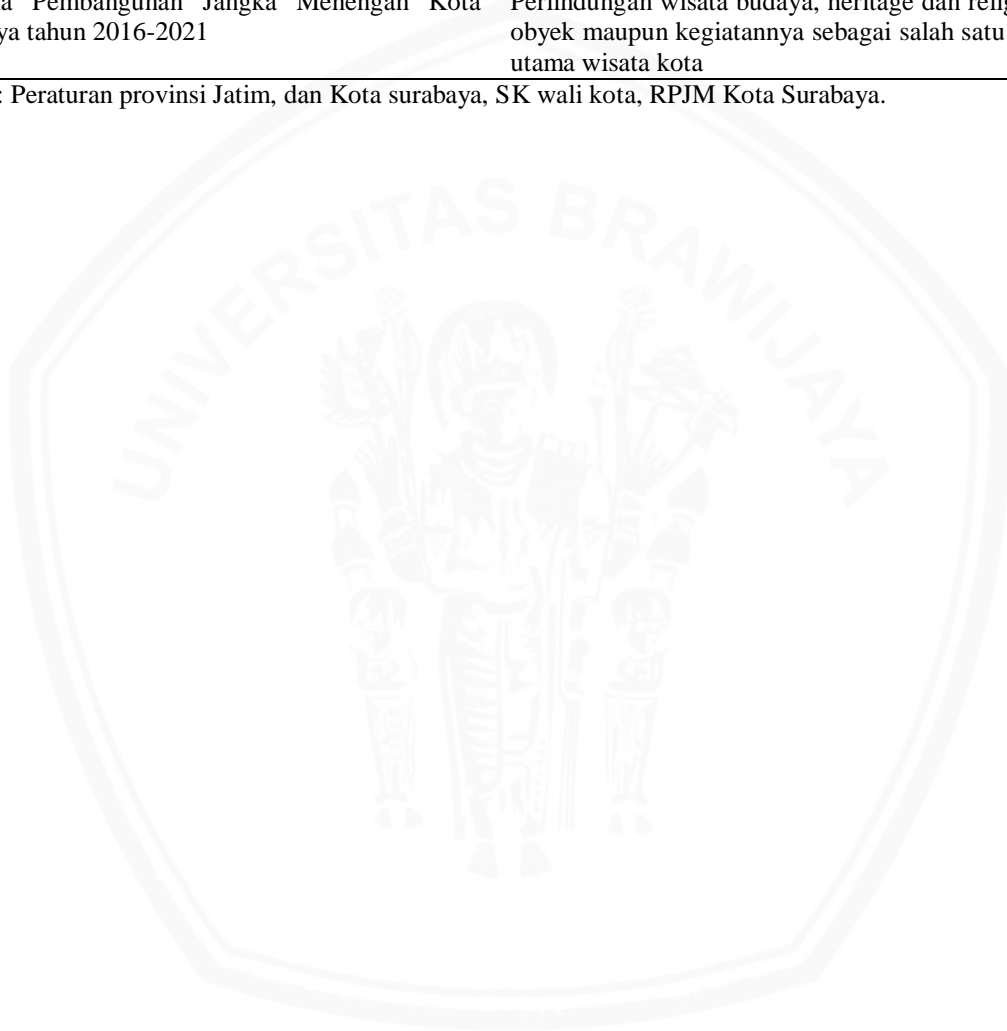 Pembangunan Jangka Menengah Kota
ya tahun 2016-2021
Perlindungan wisata budaya, heritage dan
obyek maupun kegiatannya sebagai salah satu
utama wisata kota
: Peraturan provinsi Jatim, dan Kota surabaya, SK wali kota, RPJM Kota Surabaya.
UNIVERSITAS BRAWIJAYA